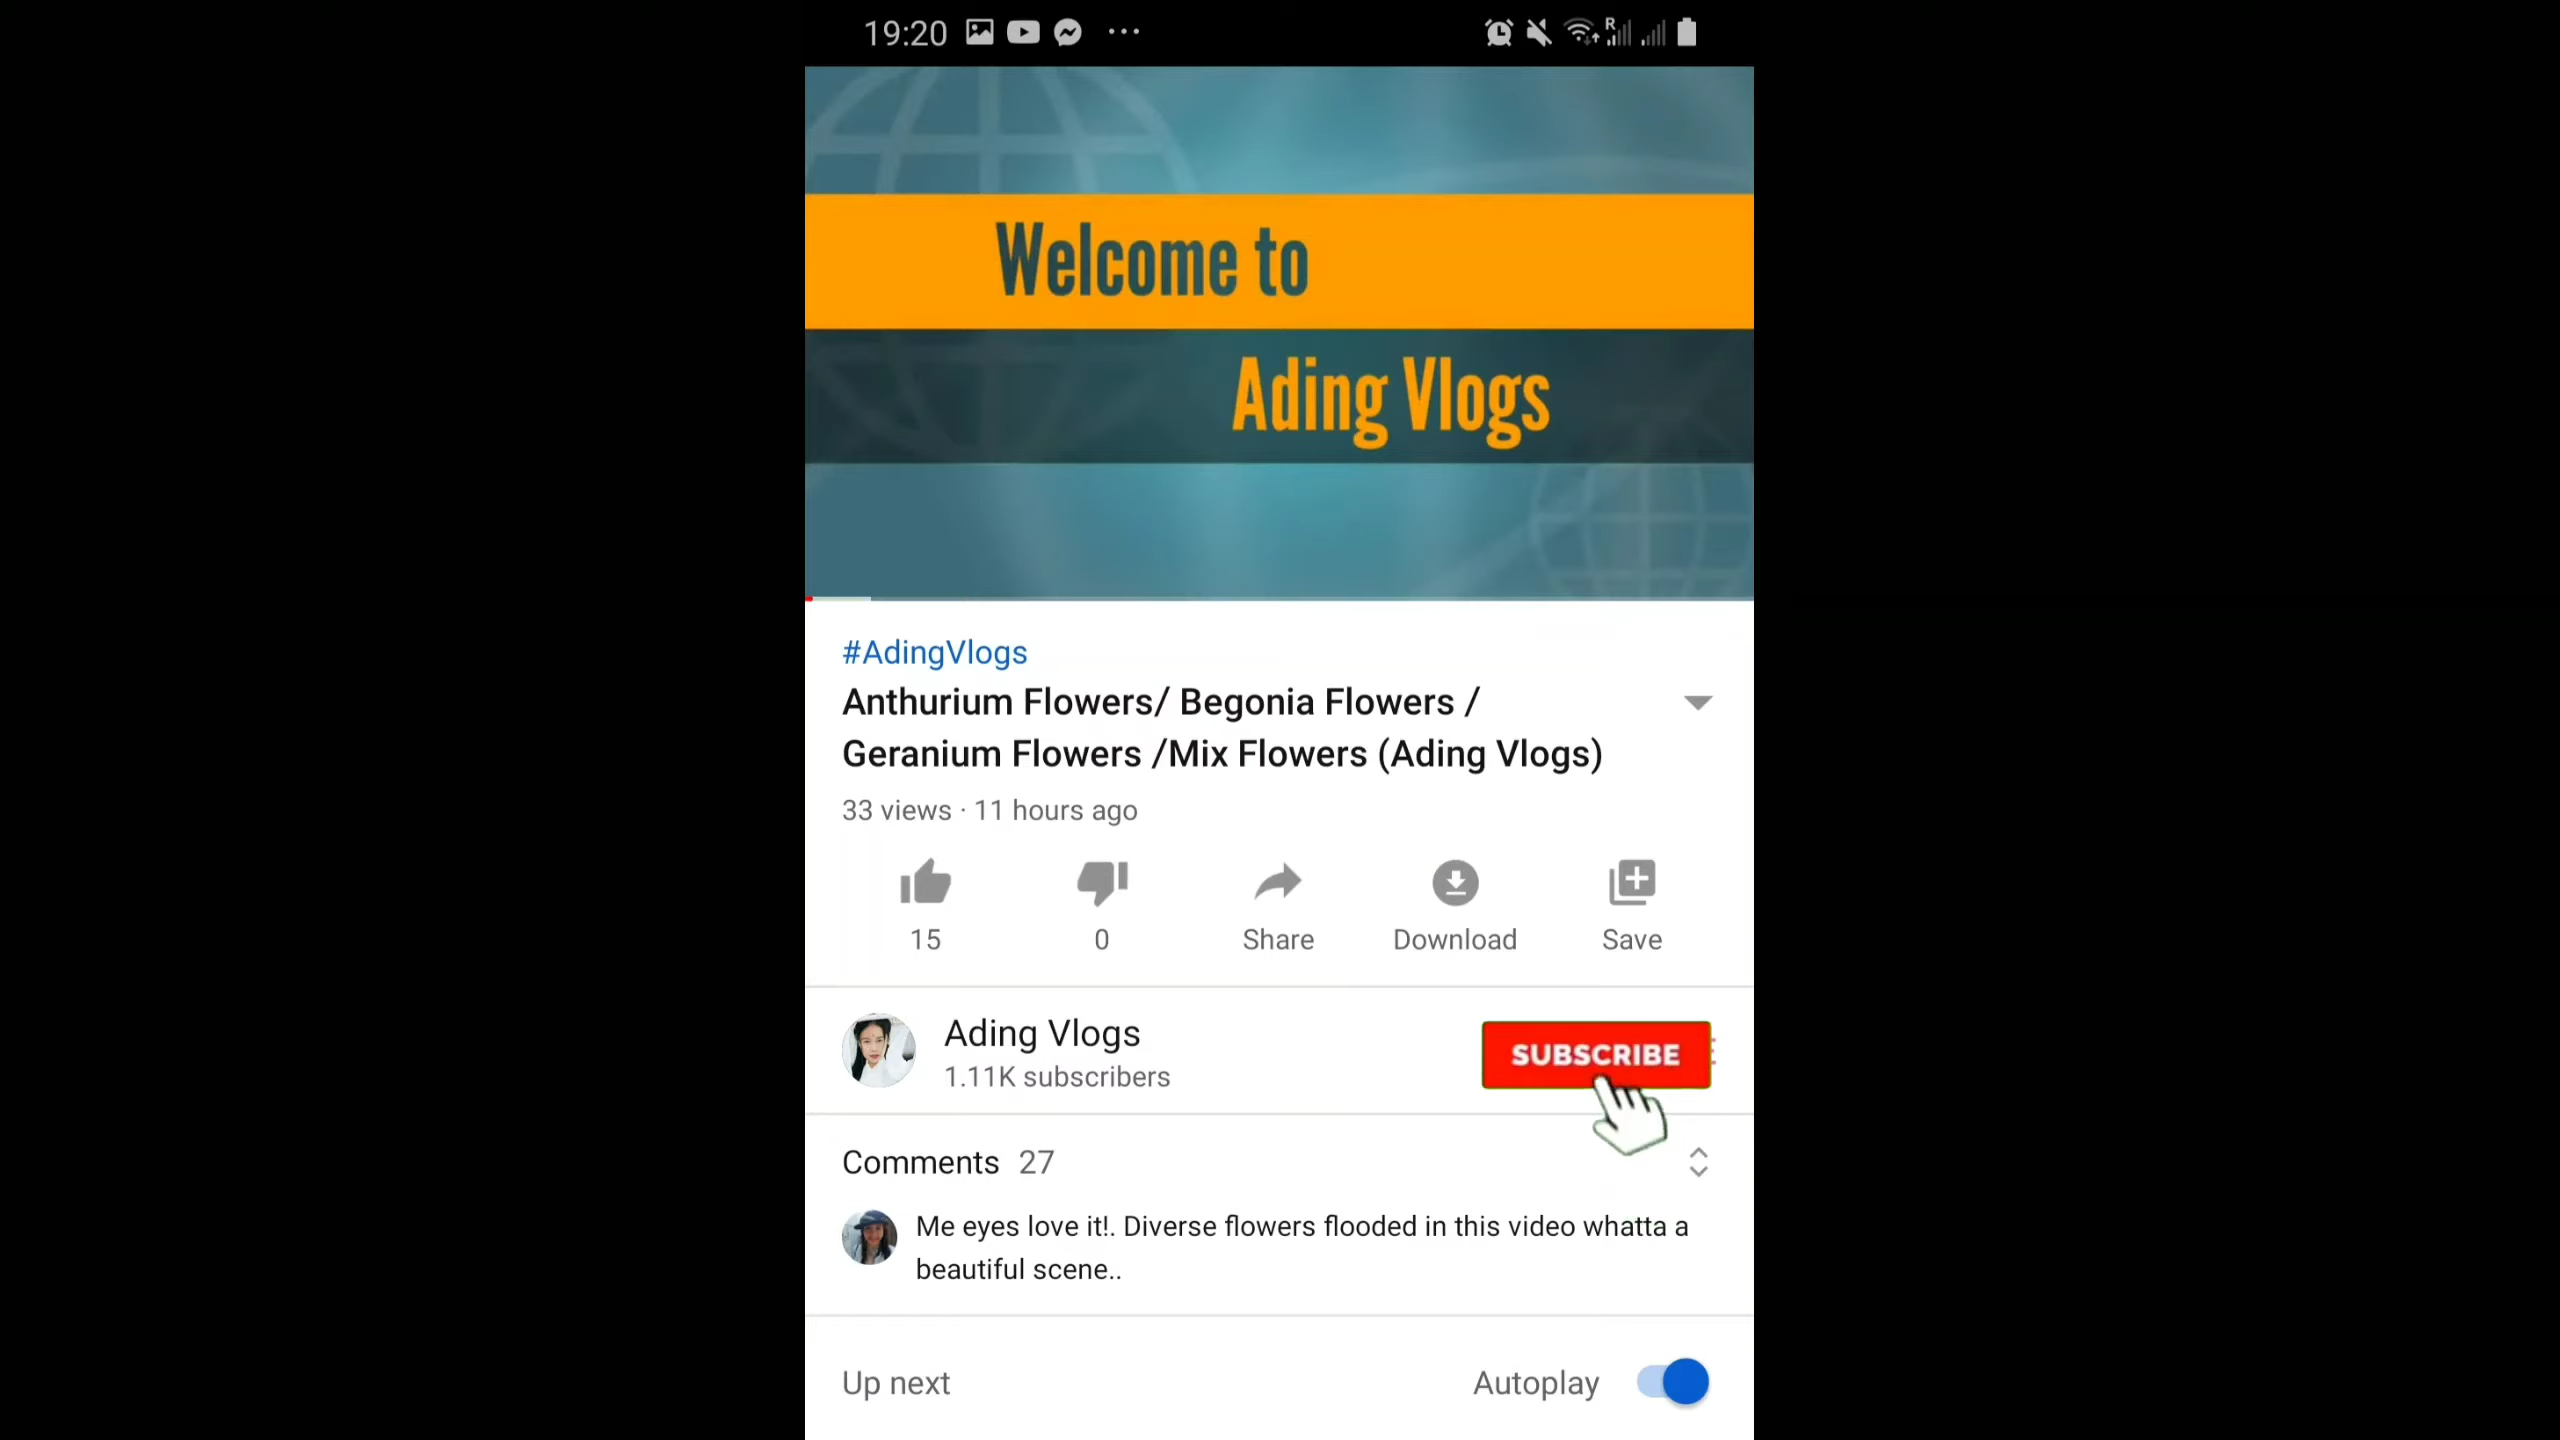 19:20
R
Welcome to
Ading Vlogs
#AdingVlogs
Anthurium Flowers/ Begonia Flowers /
Geranium Flowers /Mix Flowers (Ading Vlogs)
33 views · 11 hours ago
15
0
Share
Download
Save
Ading Vlogs
1.11K subscribers
SUBSCRIBE
Comments 27
Me eyes love it!. Diverse flowers flooded in this video whatta a
beautiful scene..
Up next
Autoplay